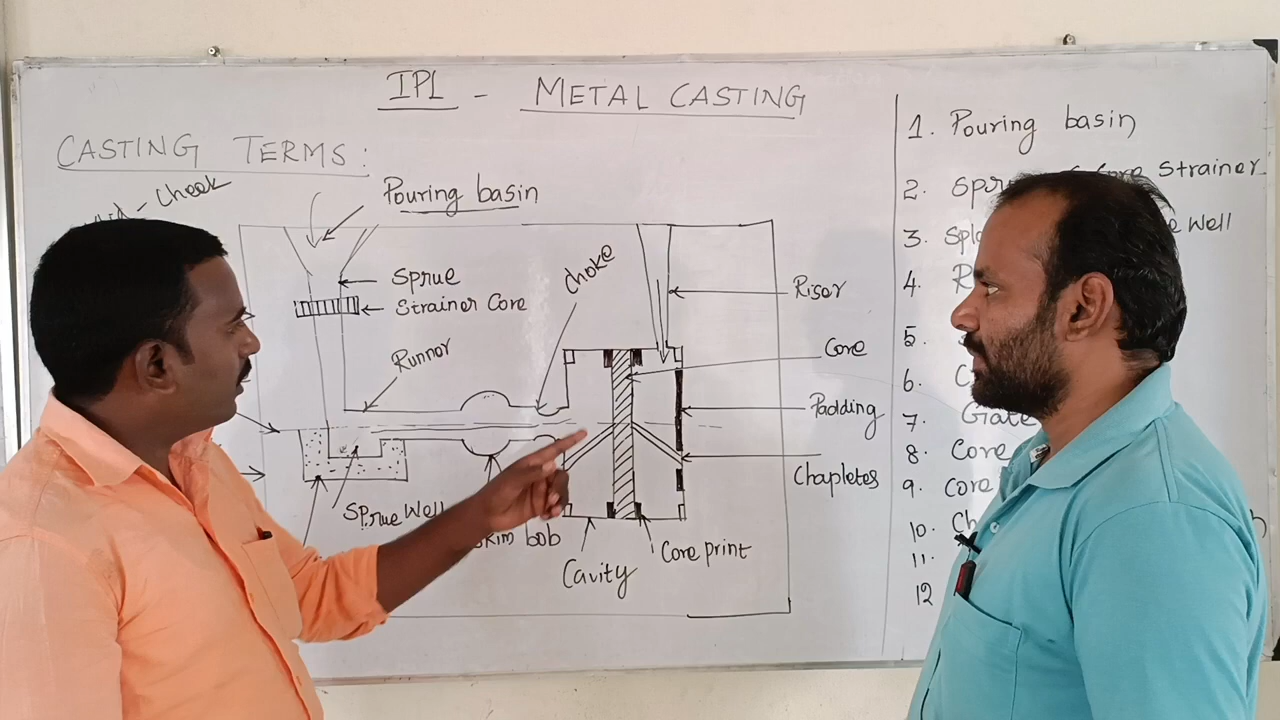 IPL - METAL CASTING
CASTING TERMS:
Cheek
Pouring basin
Sprue
Strainer Core
Runner
choke
Risor
Core
Padding
Chapletes
Sprue Well
skim bob
Cavity
Core print
1. Pouring basin
2. Spr Strainer
3. Well
4.
5.
6.
7. Gate
8. Core
9. Core
10.
11.
12